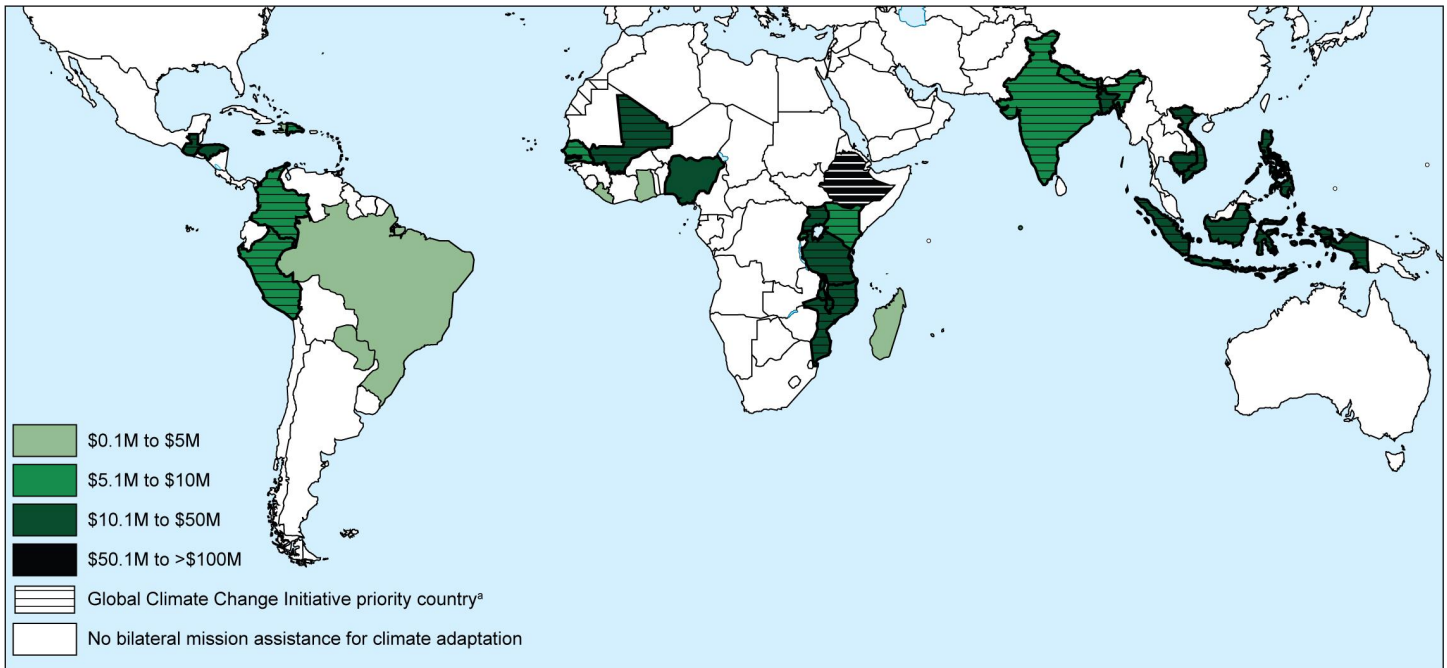 $0.1M to $5M
$5.1M to $10M
$10.1M to $50M
$50.1M to >$100M
Global Climate Change Initiative priority countryᵃ
No bilateral mission assistance for climate adaptation